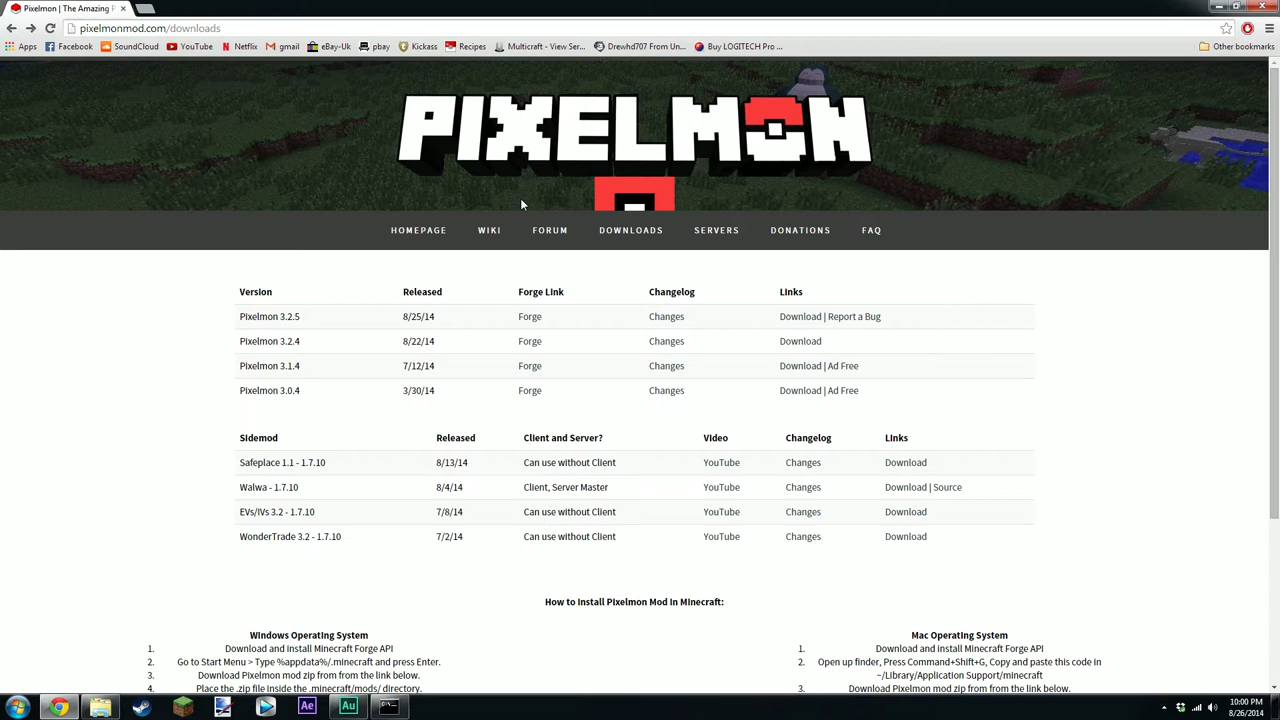 Pixelmon | The Amazing P
pixelmonmod.com/downloads
Apps Facebook SoundCloud YouTube Netflix gmail eBay-Uk pbay Kickass Recipes Multicraft - View Ser... Drewhd707 From Un... Buy LOGITECH Pro ... Other bookmarks
PIXELMON
HOMEPAGE WIKI FORUM DOWNLOADS SERVERS DONATIONS FAQ
Version Released Forge Link Changelog Links
Pixelmon 3.2.5 8/25/14 Forge Changes Download | Report a Bug
Pixelmon 3.2.4 8/22/14 Forge Changes Download
Pixelmon 3.1.4 7/12/14 Forge Changes Download | Ad Free
Pixelmon 3.0.4 3/30/14 Forge Changes Download | Ad Free
Sidemod Released Client and Server? Video Changelog Links
Safeplace 1.1 - 1.7.10 8/13/14 Can use without Client YouTube Changes Download
Walwa - 1.7.10 8/4/14 Client, Server Master YouTube Changes Download | Source
EVs/IVs 3.2 - 1.7.10 7/8/14 Can use without Client YouTube Changes Download
WonderTrade 3.2 - 1.7.10 7/2/14 Can use without Client YouTube Changes Download
How to Install Pixelmon Mod in Minecraft:
Windows Operating System
1. Download and install Minecraft Forge API
2. Go to Start Menu > Type %appdata%/.minecraft and press Enter.
3. Download Pixelmon mod zip from from the link below.
4. Place the .zip file inside the .minecraft/mods/ directory.
Mac Operating System
1. Download and install Minecraft Forge API
2. Open up finder, Press Command+Shift+G, Copy and paste this code in
~/Library/Application Support/minecraft
3. Download Pixelmon mod zip from from the link below.
Ae Au
10:00 PM
8/26/2014